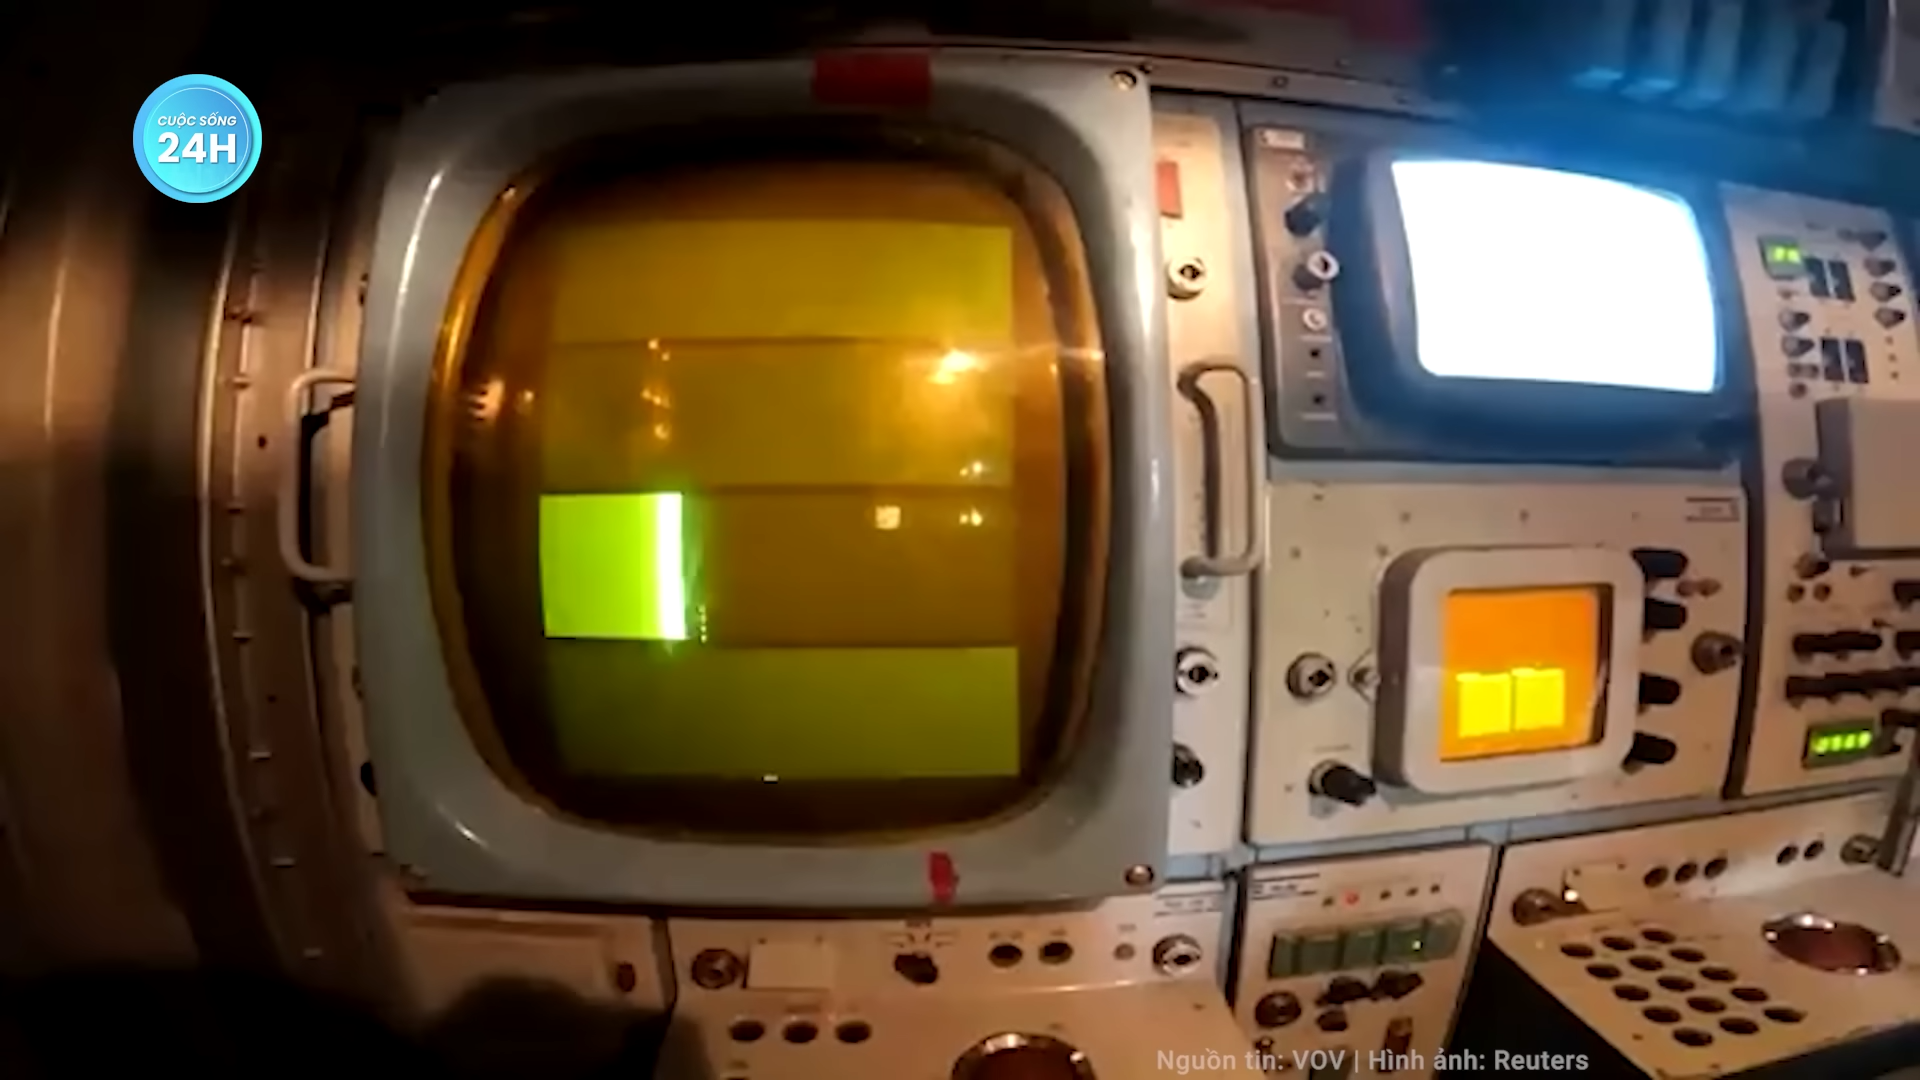 CUỘC SỐNG
24H
Nguồn tin: VOV | Hình ảnh: Reuters